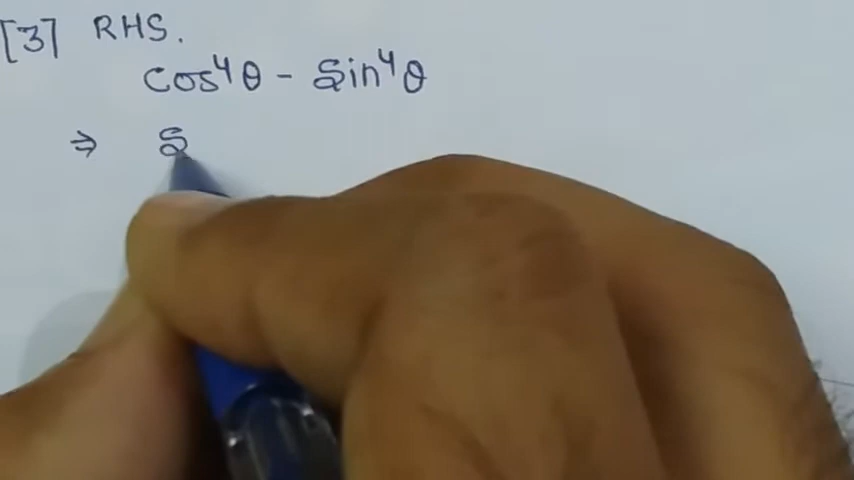 [3] RHS.
cos⁴θ - Sin⁴θ
⇒ S